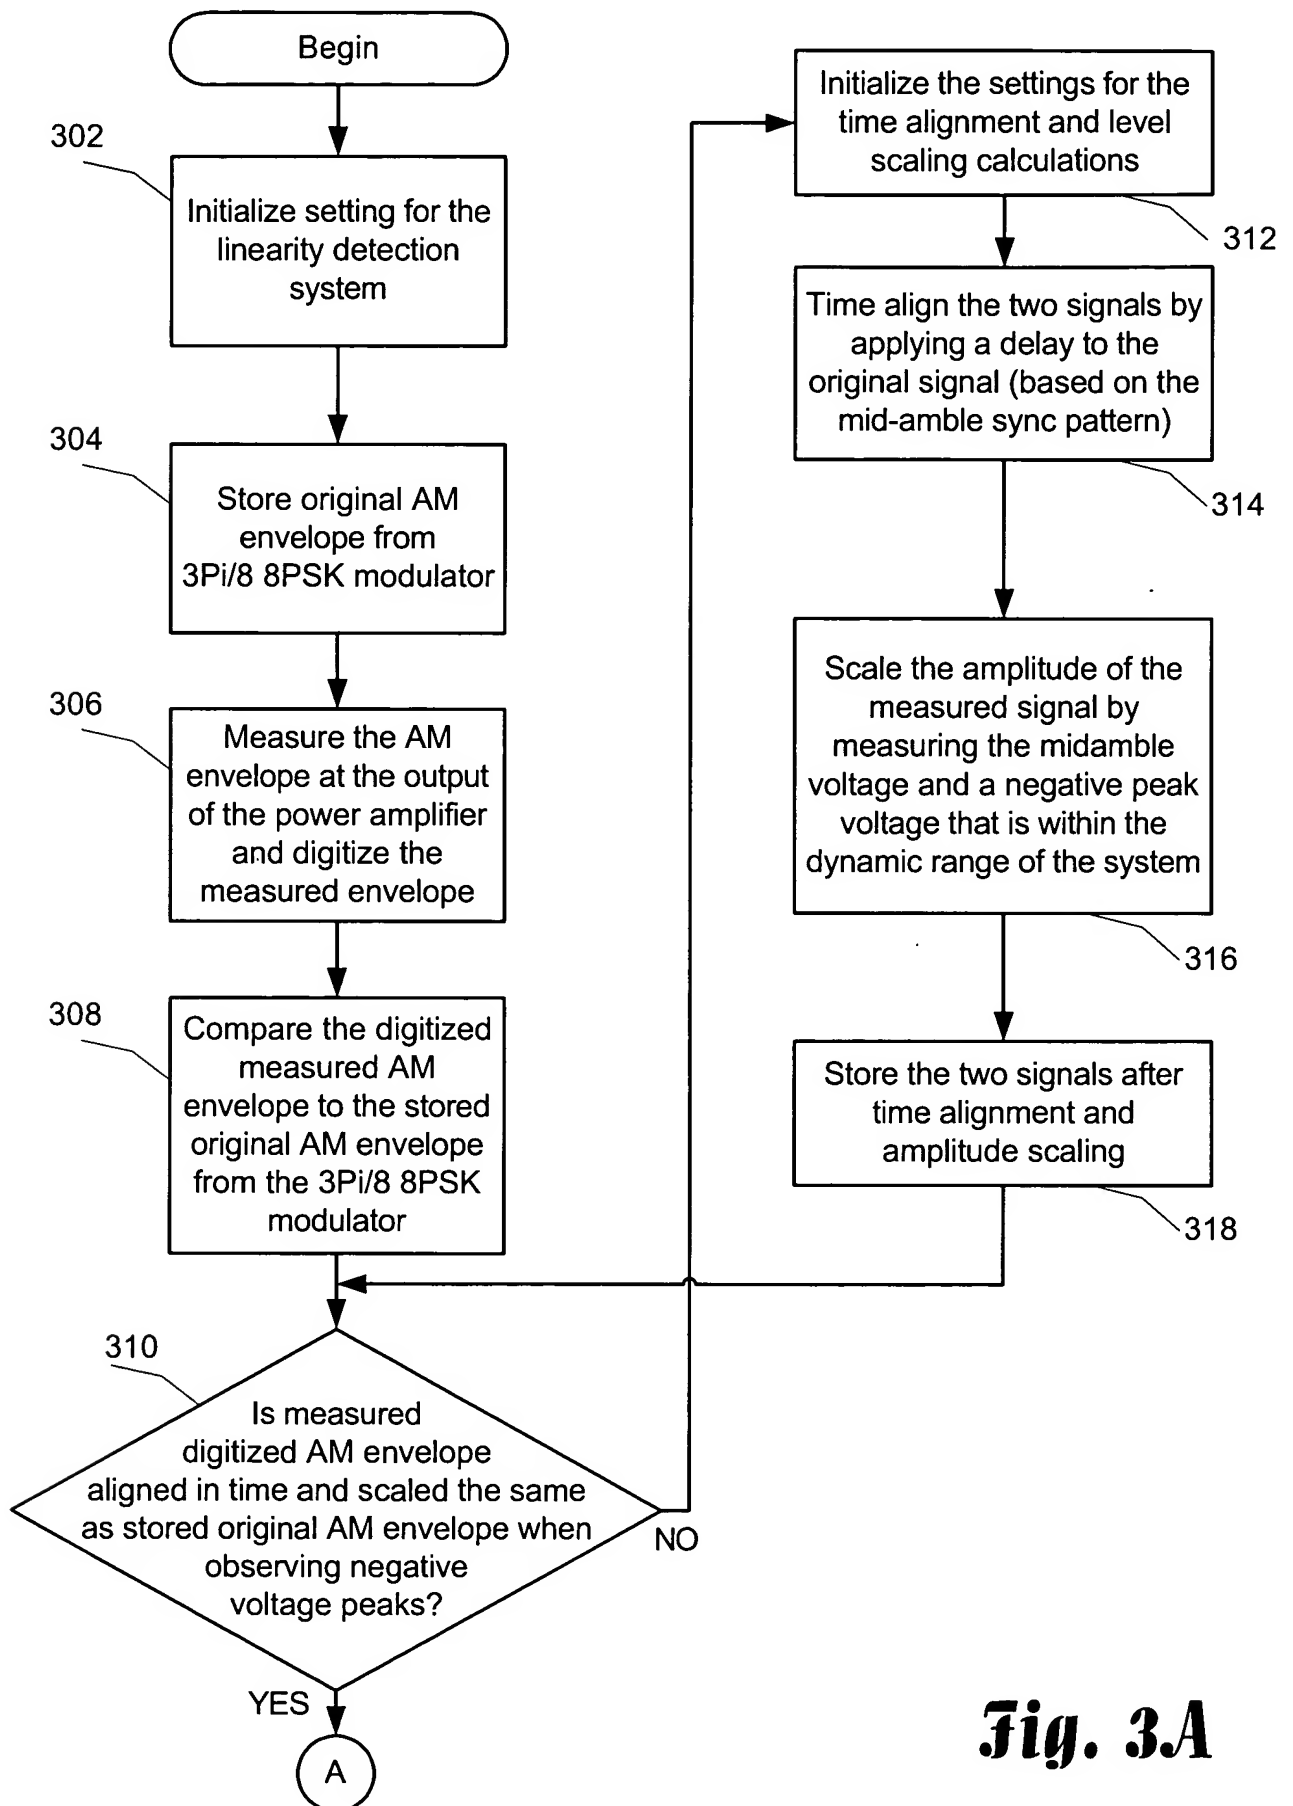 Begin
302
Initialize setting for the
linearity detection
system
304
Store original AM
envelope from
3Pi/8 8PSK modulator
306
Measure the AM
envelope at the output
of the power amplifier
and digitize the
measured envelope
308
Compare the digitized
measured AM
envelope to the stored
original AM envelope
from the 3Pi/8 8PSK
modulator
310
Is measured
digitized AM envelope
aligned in time and scaled the same
as stored original AM envelope when
observing negative
voltage peaks?
NO
YES
A
Initialize the settings for the
time alignment and level
scaling calculations
312
Time align the two signals by
applying a delay to the
original signal (based on the
mid-amble sync pattern)
314
Scale the amplitude of the
measured signal by
measuring the midamble
voltage and a negative peak
voltage that is within the
dynamic range of the system
316
Store the two signals after
time alignment and
amplitude scaling
318
Fig. 3A